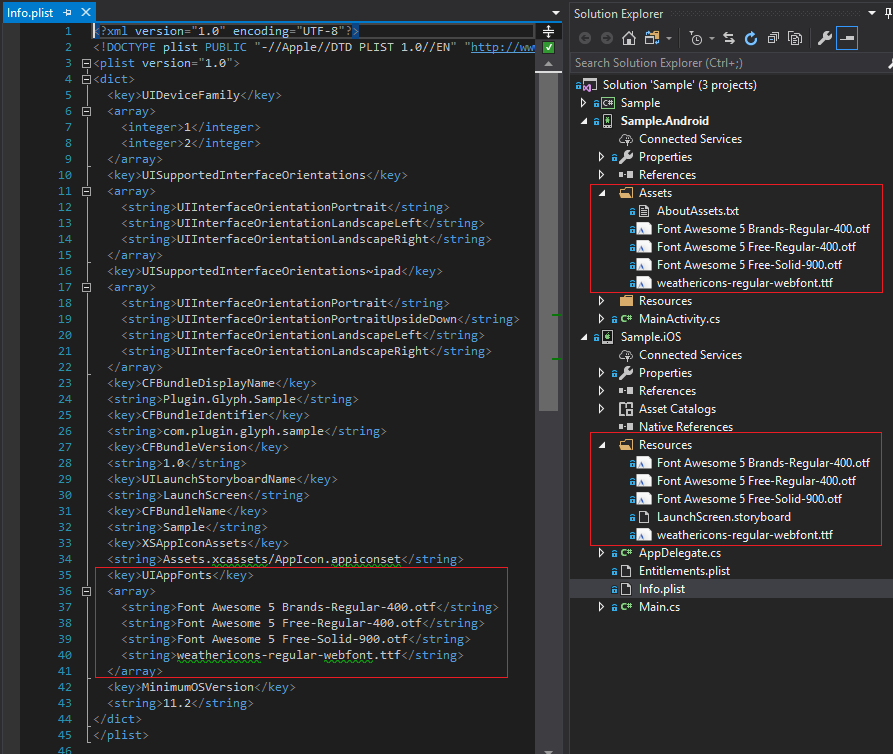 Info.plist
1 <?xml version="1.0" encoding="UTF-8"?>
2 <!DOCTYPE plist PUBLIC "-//Apple//DTD PLIST 1.0//EN" "http://ww
3 <plist version="1.0">
4 <dict>
5 <key>UIDeviceFamily</key>
6 <array>
7 <integer>1</integer>
8 <integer>2</integer>
9 </array>
10 <key>UISupportedInterfaceOrientations</key>
11 <array>
12 <string>UIInterfaceOrientationPortrait</string>
13 <string>UIInterfaceOrientationLandscapeLeft</string>
14 <string>UIInterfaceOrientationLandscapeRight</string>
15 </array>
16 <key>UISupportedInterfaceOrientations~ipad</key>
17 <array>
18 <string>UIInterfaceOrientationPortrait</string>
19 <string>UIInterfaceOrientationPortraitUpsideDown</string>
20 <string>UIInterfaceOrientationLandscapeLeft</string>
21 <string>UIInterfaceOrientationLandscapeRight</string>
22 </array>
23 <key>CFBundleDisplayName</key>
24 <string>Plugin.Glyph.Sample</string>
25 <key>CFBundleIdentifier</key>
26 <string>com.plugin.glyph.sample</string>
27 <key>CFBundleVersion</key>
28 <string>1.0</string>
29 <key>UILaunchStoryboardName</key>
30 <string>LaunchScreen</string>
31 <key>CFBundleName</key>
32 <string>Sample</string>
33 <key>XSAppIconAssets</key>
34 <string>Assets.xcassets/AppIcon.appiconset</string>
35 <key>UIAppFonts</key>
36 <array>
37 <string>Font Awesome 5 Brands-Regular-400.otf</string>
38 <string>Font Awesome 5 Free-Regular-400.otf</string>
39 <string>Font Awesome 5 Free-Solid-900.otf</string>
40 <string>weathericons-regular-webfont.ttf</string>
41 </array>
42 <key>MinimumOSVersion</key>
43 <string>11.2</string>
44 </dict>
45 </plist>
46
Solution Explorer
Search Solution Explorer (Ctrl+;)
Solution 'Sample' (3 projects)
C# Sample
Sample.Android
Connected Services
Properties
References
Assets
AboutAssets.txt
Font Awesome 5 Brands-Regular-400.otf
Font Awesome 5 Free-Regular-400.otf
Font Awesome 5 Free-Solid-900.otf
weathericons-regular-webfont.ttf
Resources
C# MainActivity.cs
Sample.iOS
Connected Services
Properties
References
Asset Catalogs
Native References
Resources
Font Awesome 5 Brands-Regular-400.otf
Font Awesome 5 Free-Regular-400.otf
Font Awesome 5 Free-Solid-900.otf
LaunchScreen.storyboard
weathericons-regular-webfont.ttf
C# AppDelegate.cs
Entitlements.plist
Info.plist
C# Main.cs